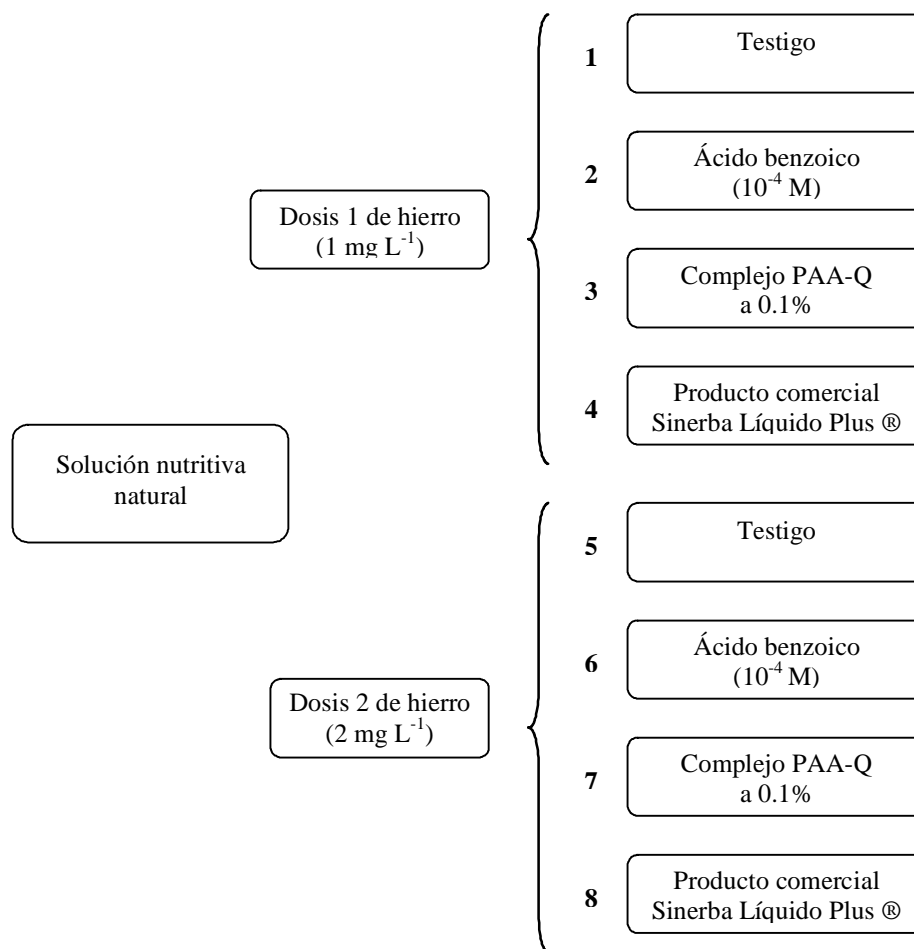 Solución nutritiva
natural
Dosis 1 de hierro
(1 mg L-1)
1
Testigo
2
Ácido benzoico
(10-4 M)
3
Complejo PAA-Q
a 0.1%
4
Producto comercial
Sinerba Líquido Plus ®
Dosis 2 de hierro
(2 mg L-1)
5
Testigo
6
Ácido benzoico
(10-4 M)
7
Complejo PAA-Q
a 0.1%
8
Producto comercial
Sinerba Líquido Plus ®